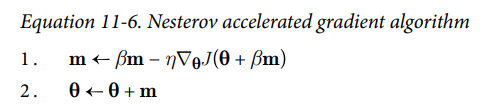 Equation 11-6. Nesterov accelerated gradient algorithm
1. m ← βm – η∇θJ(θ + βm)
2. θ ← θ + m